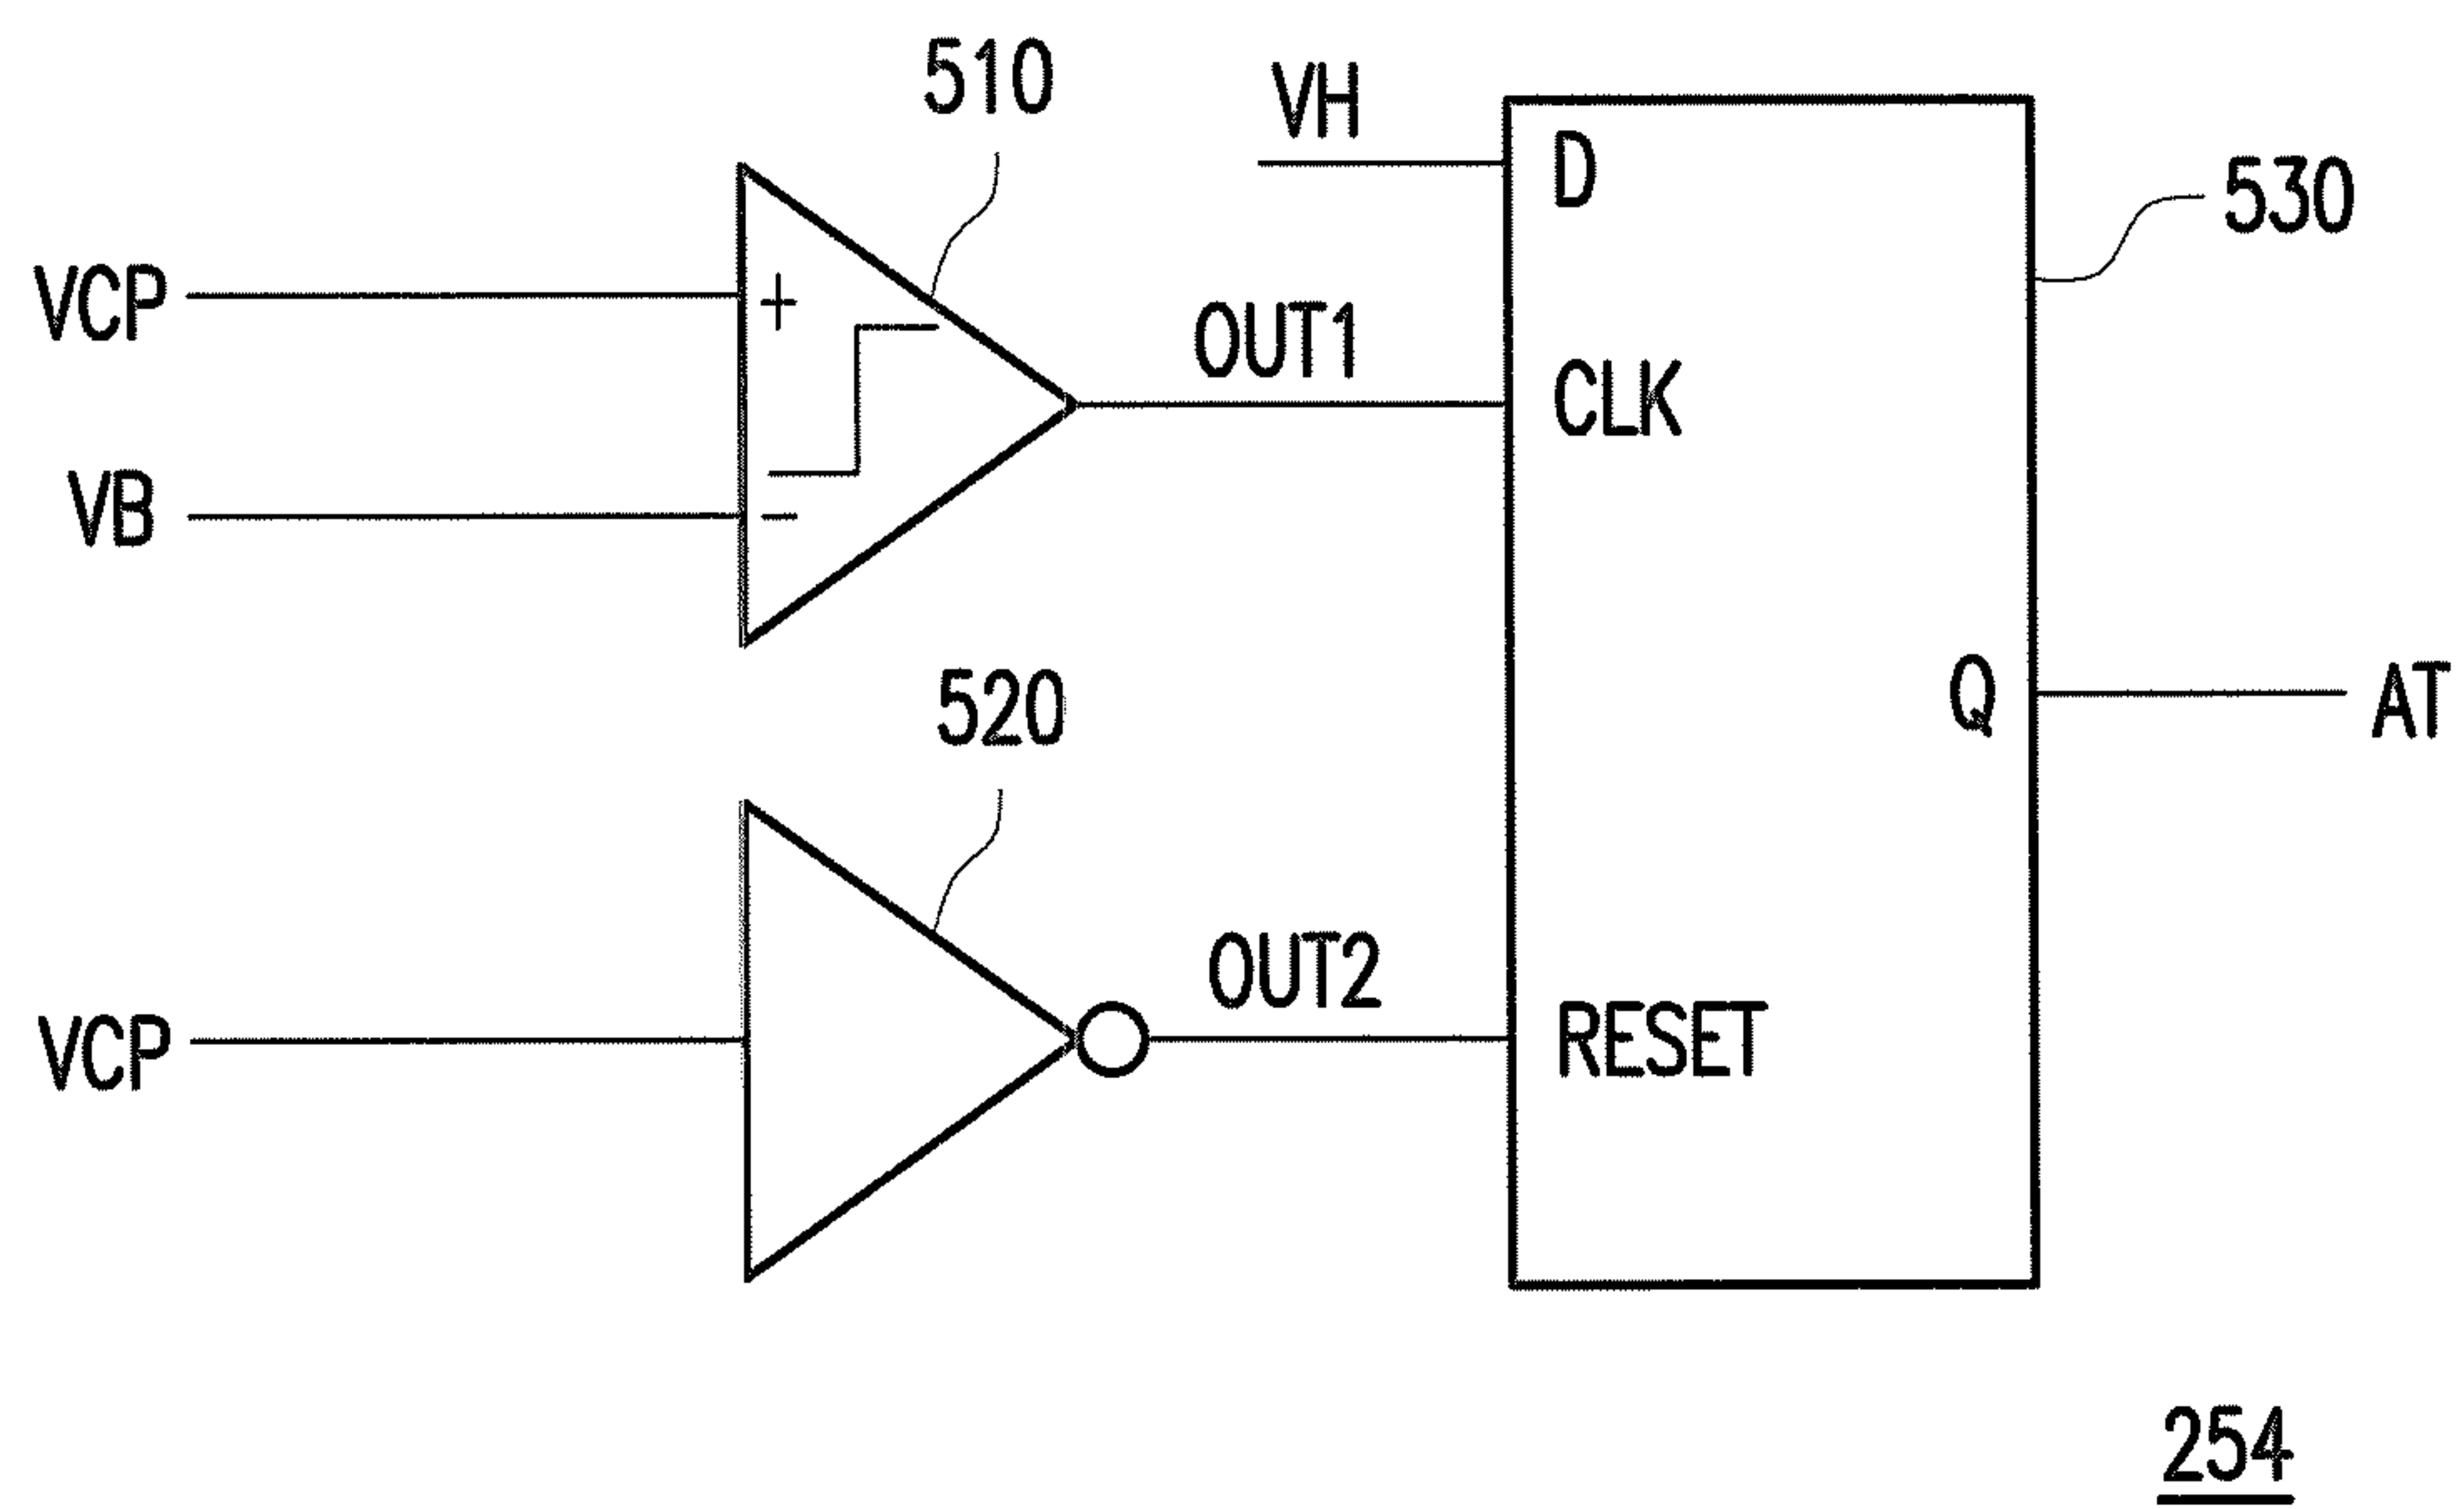 510
VH
D
530
VCP
+
OUT1
CLK
VB
−
520
Q
AT
OUT2
VCP
RESET
254